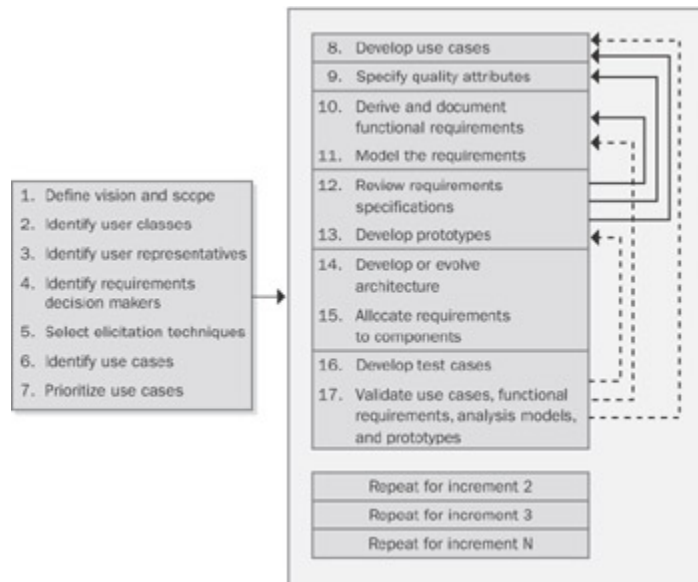 1. Define vision and scope
2. Identify user classes
3. Identify user representatives
4. Identify requirements
decision makers
5. Select elicitation techniques
6. Identify use cases
7. Prioritize use cases
8. Develop use cases
9. Specify quality attributes
10. Derive and document
functional requirements
11. Model the requirements
12. Review requirements
specifications
13. Develop prototypes
14. Develop or evolve
architecture
15. Allocate requirements
to components
16. Develop test cases
17. Validate use cases, functional
requirements, analysis models,
and prototypes
Repeat for increment 2
Repeat for increment 3
Repeat for increment N